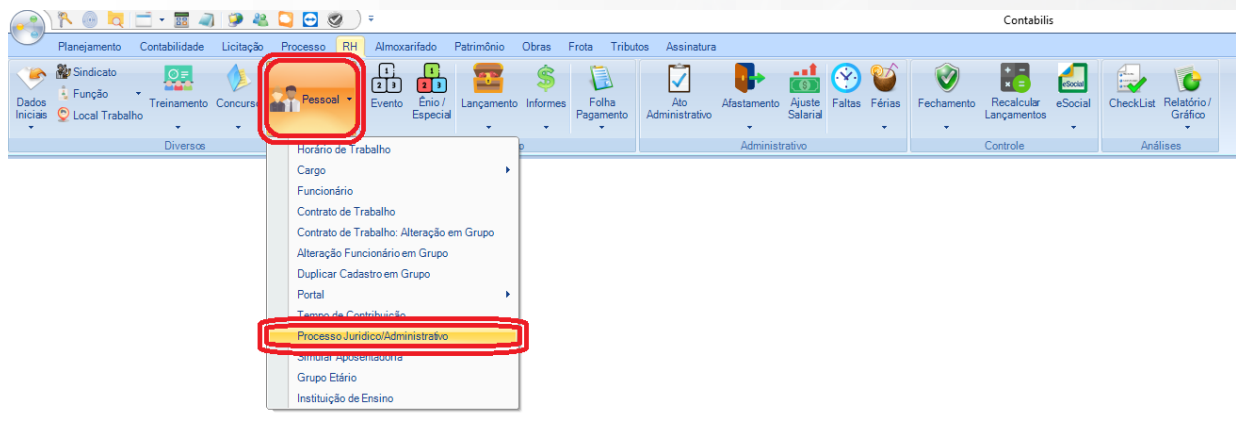 Contabilis
Planejamento Contabilidade Licitação Processo RH Almoxarifado Patrimônio Obras Frota Tributos Assinatura
Dados Iniciais
Sindicato
Função
Local Trabalho
Treinamento
Concurso
Pessoal
Evento
Ênio / Especial
Lançamento
Informes
Folha Pagamento
Ato Administrativo
Afastamento
Ajuste Salarial
Faltas
Férias
Fechamento
Recalcular Lançamentos
eSocial
eSocial
CheckList
Relatório / Gráfico
Diversos
Administrativo
Controle
Análises
Horário de Trabalho
Cargo
Funcionário
Contrato de Trabalho
Contrato de Trabalho: Alteração em Grupo
Alteração Funcionário em Grupo
Duplicar Cadastro em Grupo
Portal
Tempo de Contribuição
Processo Jurídico/Administrativo
Simular Aposentadoria
Grupo Etário
Instituição de Ensino